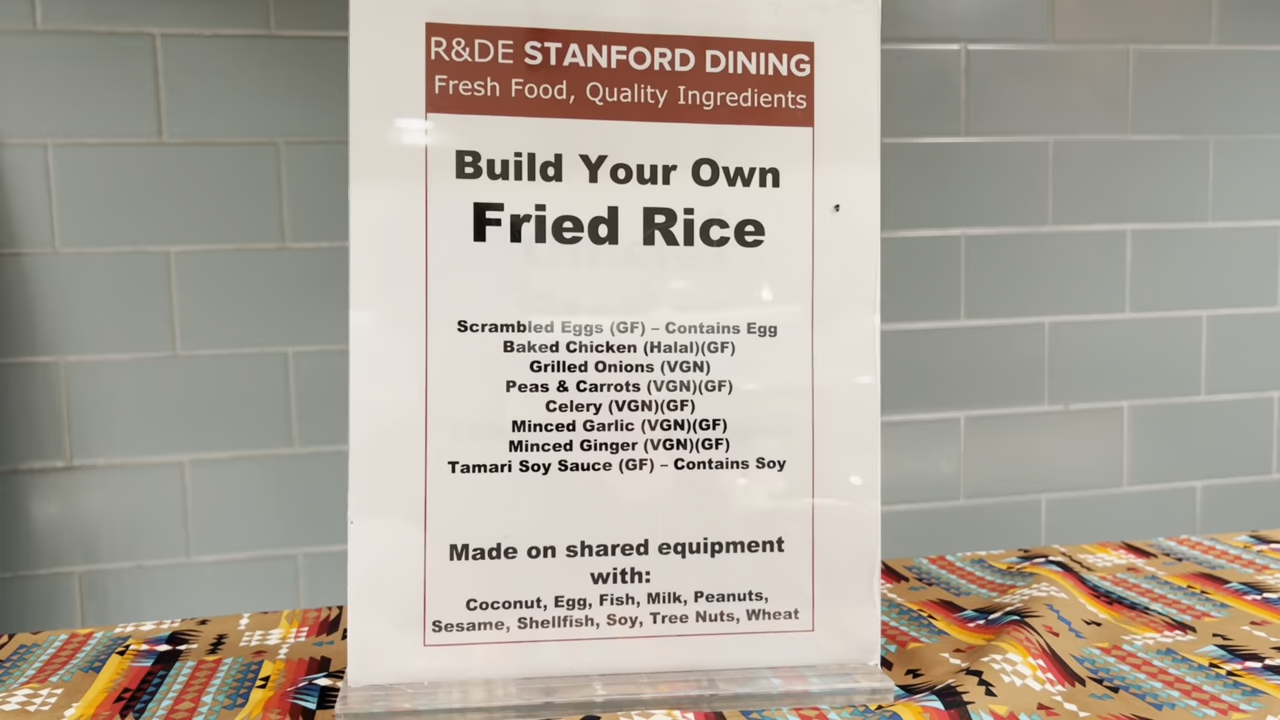 R&DE STANFORD DINING
Fresh Food, Quality Ingredients
Build Your Own
Fried Rice
Scrambled Eggs (GF) – Contains Egg
Baked Chicken (Halal)(GF)
Grilled Onions (VGN)
Peas & Carrots (VGN)(GF)
Celery (VGN)(GF)
Minced Garlic (VGN)(GF)
Minced Ginger (VGN)(GF)
Tamari Soy Sauce (GF) – Contains Soy
Made on shared equipment
with:
Coconut, Egg, Fish, Milk, Peanuts,
Sesame, Shellfish, Soy, Tree Nuts, Wheat